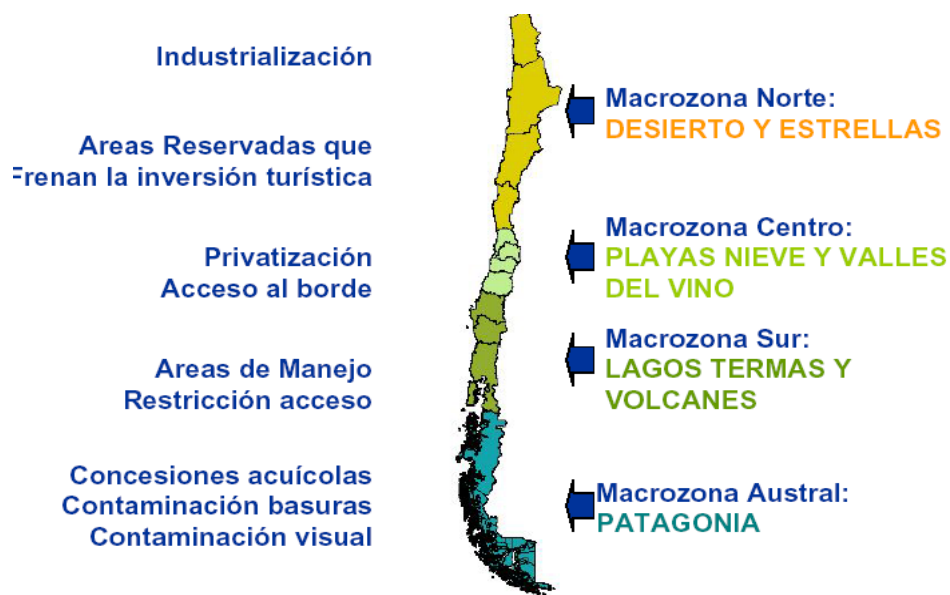 Industrialización
Macrozona Norte:
DESIERTO Y ESTRELLAS
Areas Reservadas que
Frenan la inversión turística
Macrozona Centro:
PLAYAS NIEVE Y VALLES
DEL VINO
Privatización
Acceso al borde
Macrozona Sur:
LAGOS TERMAS Y
VOLCANES
Areas de Manejo
Restricción acceso
Concesiones acuícolas
Contaminación basuras
Contaminación visual
Macrozona Austral:
PATAGONIA